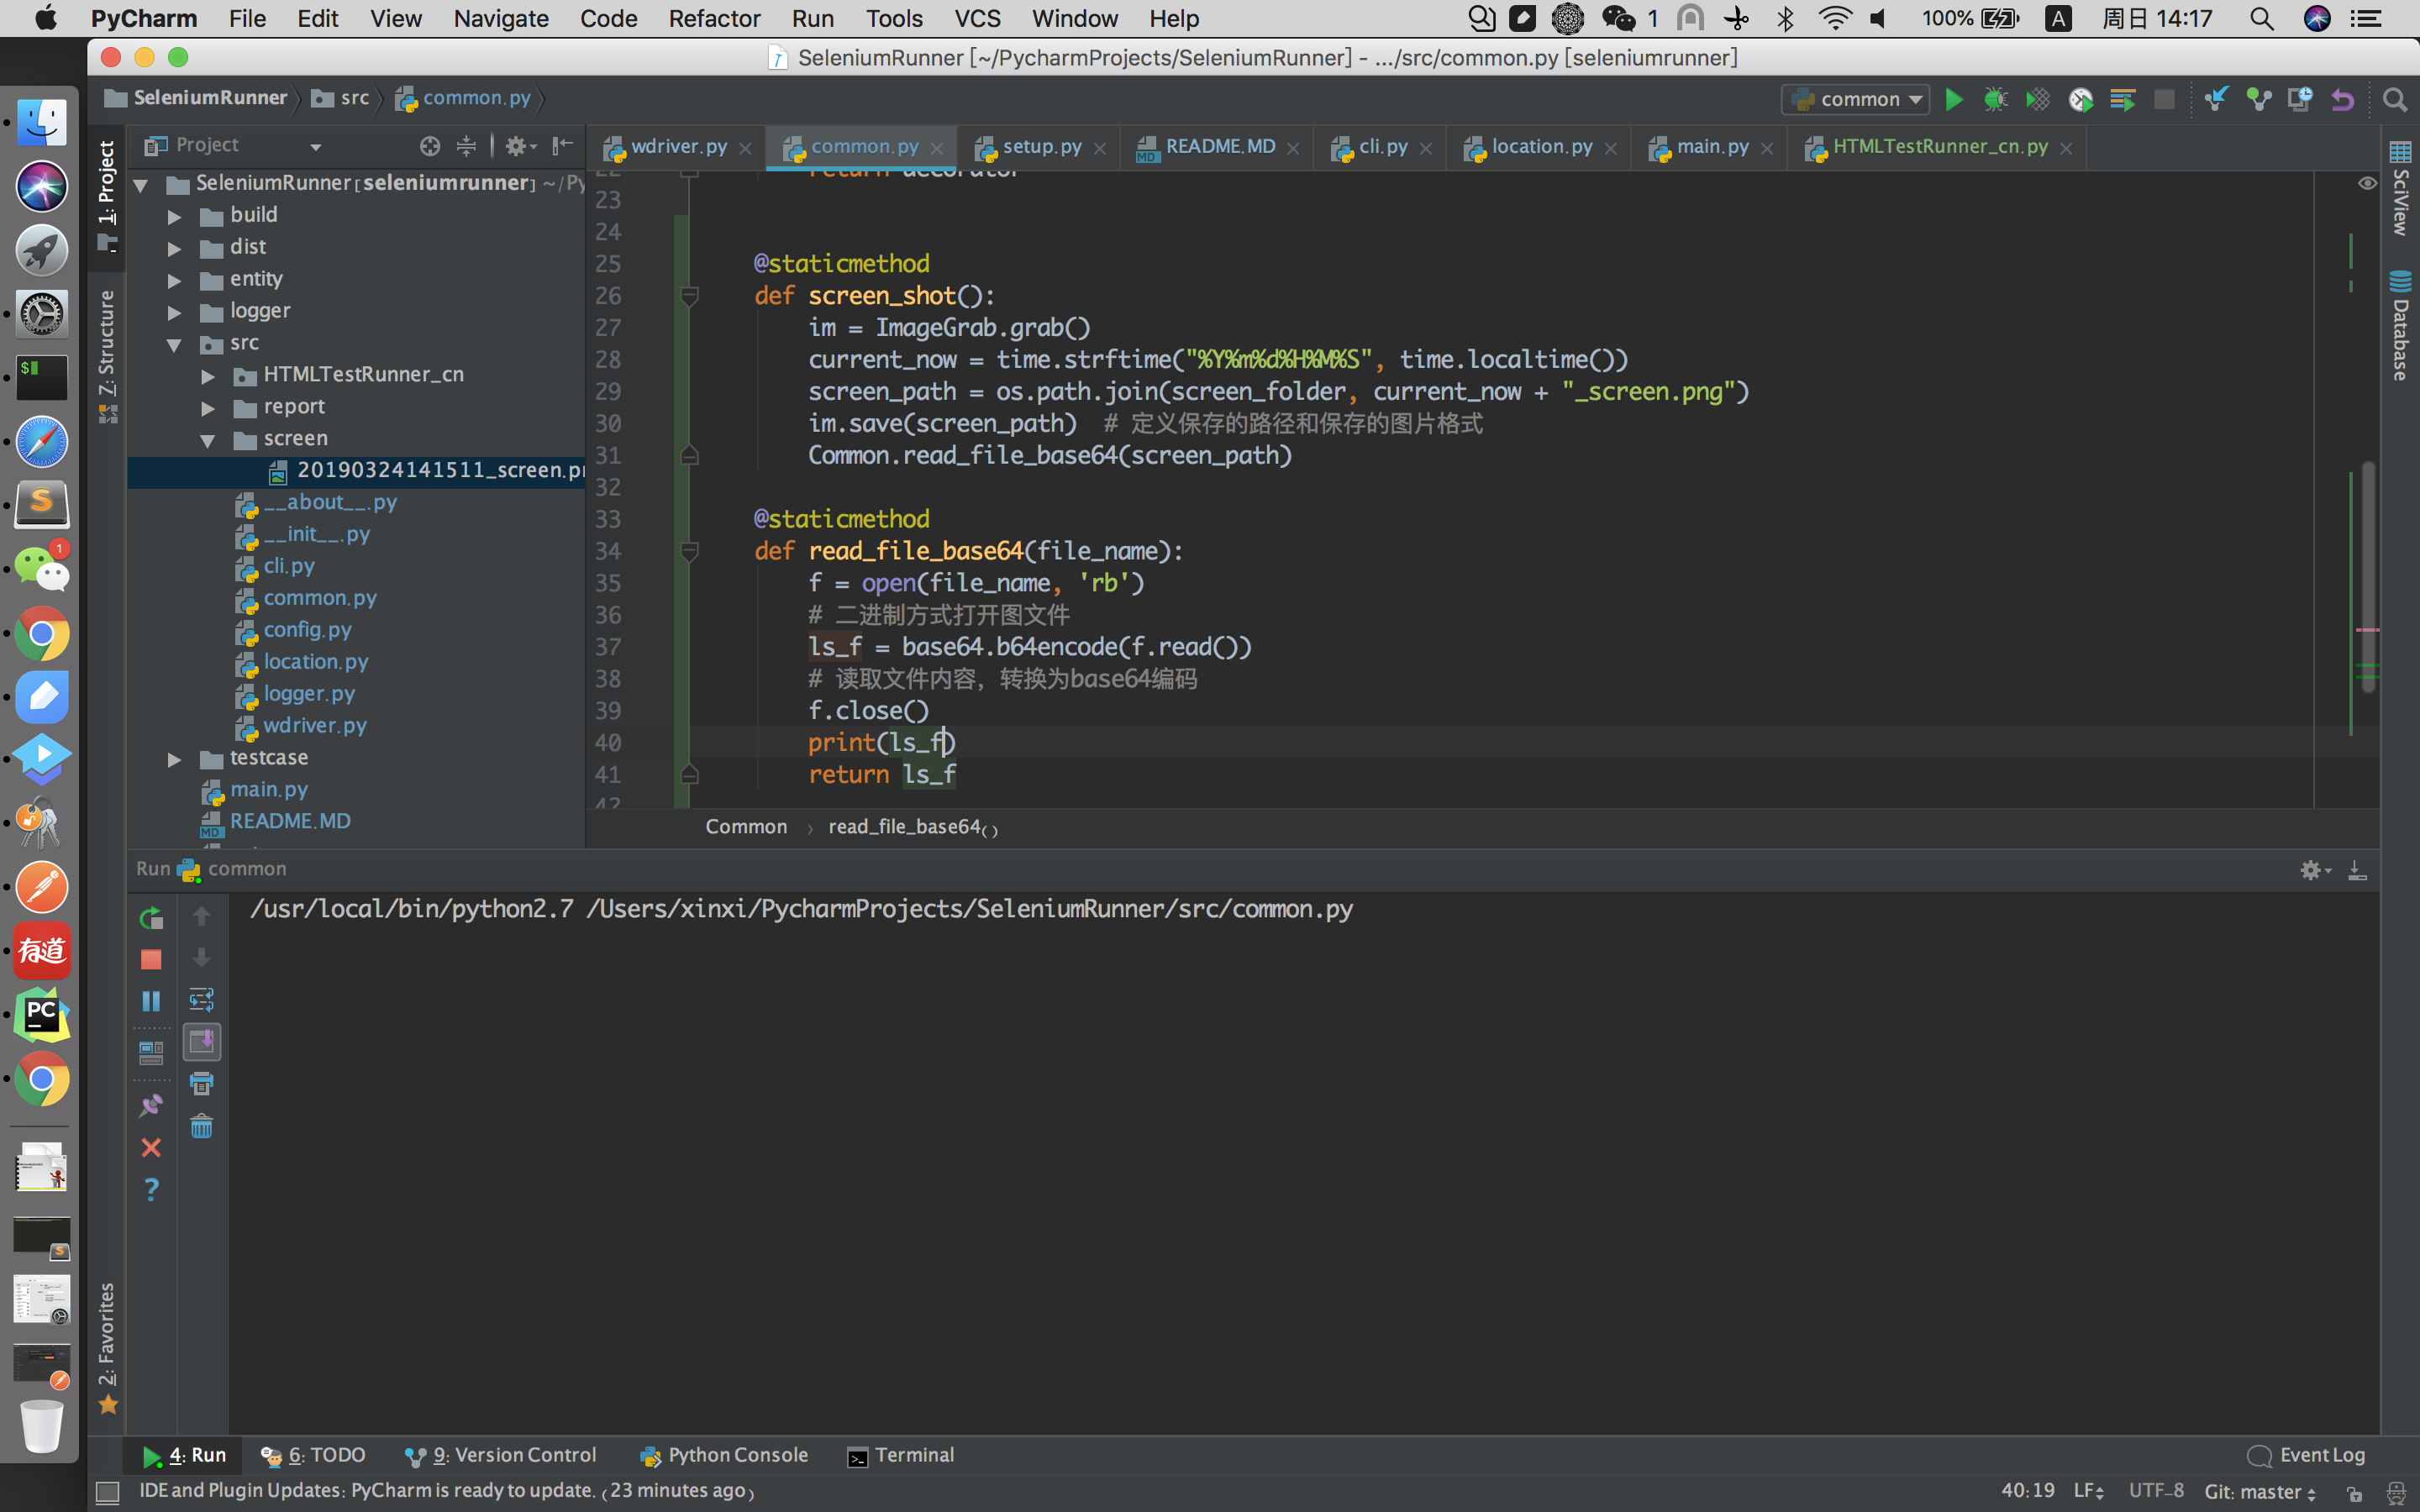 PyCharm File Edit View Navigate Code Refactor Run Tools VCS Window Help 1 100% A 周日 14:17
SeleniumRunner [~/PycharmProjects/SeleniumRunner] - .../src/common.py [seleniumrunner]
SeleniumRunner src common.py common
Project
wdriver.py common.py setup.py README.MD cli.py location.py main.py HTMLTestRunner_cn.py
1: Project
7: Structure
2: Favorites
SciView
Database
SeleniumRunner [seleniumrunner] ~/Py
build
dist
entity
logger
src
HTMLTestRunner_cn
report
screen
20190324141511_screen.p
__about__.py
__init__.py
cli.py
common.py
config.py
location.py
logger.py
wdriver.py
testcase
main.py
README.MD
22 return decorator
23
24
25 @staticmethod
26 def screen_shot():
27 im = ImageGrab.grab()
28 current_now = time.strftime("%Y%m%d%H%M%S", time.localtime())
29 screen_path = os.path.join(screen_folder, current_now + "_screen.png")
30 im.save(screen_path) # 定义保存的路径和保存的图片格式
31 Common.read_file_base64(screen_path)
32
33 @staticmethod
34 def read_file_base64(file_name):
35 f = open(file_name, 'rb')
36 # 二进制方式打开图文件
37 ls_f = base64.b64encode(f.read())
38 # 读取文件内容，转换为base64编码
39 f.close()
40 print(ls_f)
41 return ls_f
42
Common › read_file_base64()
Run common
/usr/local/bin/python2.7 /Users/xinxi/PycharmProjects/SeleniumRunner/src/common.py
4: Run 6: TODO 9: Version Control Python Console Terminal Event Log
IDE and Plugin Updates: PyCharm is ready to update. (23 minutes ago) 40:19 LF UTF-8 Git: master
$
S
1
有道
PC